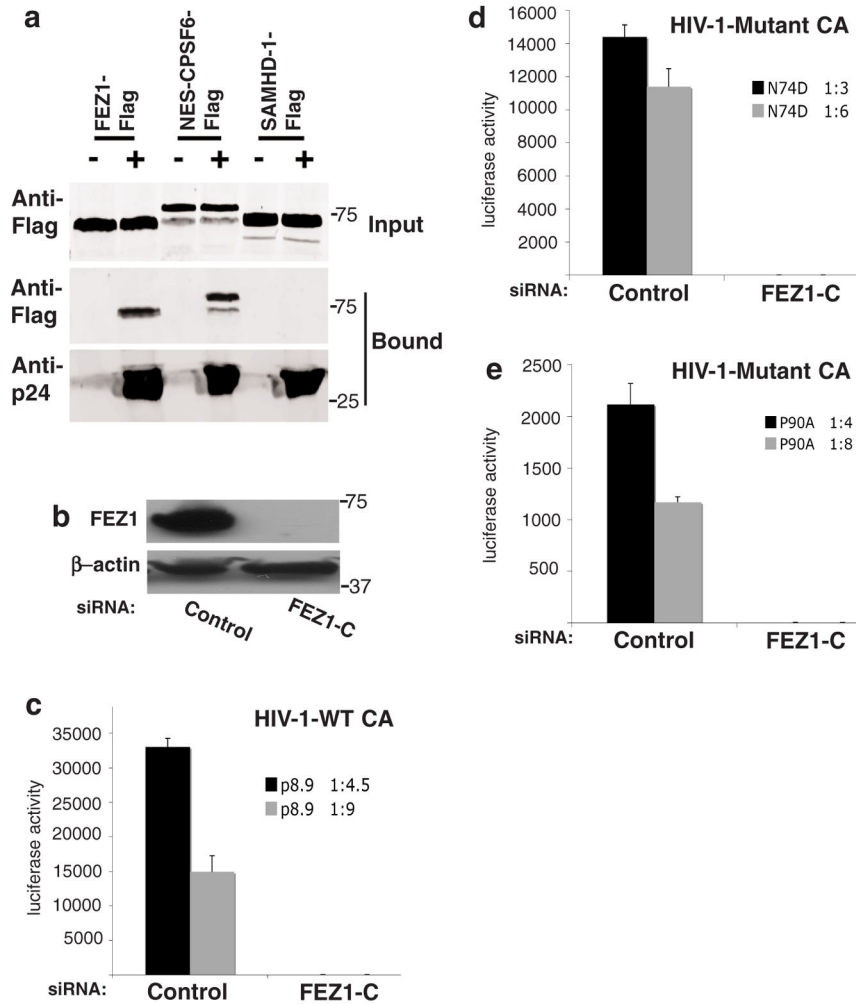 a
FEZ1-
Flag
NES-CPSF6-
Flag
SAMHD-1-
Flag
- + - + - +
Anti-
Flag
-75
Input
Anti-
Flag
-75
Bound
Anti-
p24
-25
b
FEZ1
-75
β–actin
-37
siRNA:
Control
FEZ1-C
c
HIV-1-WT CA
luciferase activity
35000
30000
25000
20000
15000
10000
5000
p8.9 1:4.5
p8.9 1:9
siRNA:
Control
FEZ1-C
d
HIV-1-Mutant CA
luciferase activity
16000
14000
12000
10000
8000
6000
4000
2000
N74D 1:3
N74D 1:6
siRNA:
Control
FEZ1-C
e
HIV-1-Mutant CA
luciferase activity
2500
2000
1500
1000
500
P90A 1:4
P90A 1:8
siRNA:
Control
FEZ1-C